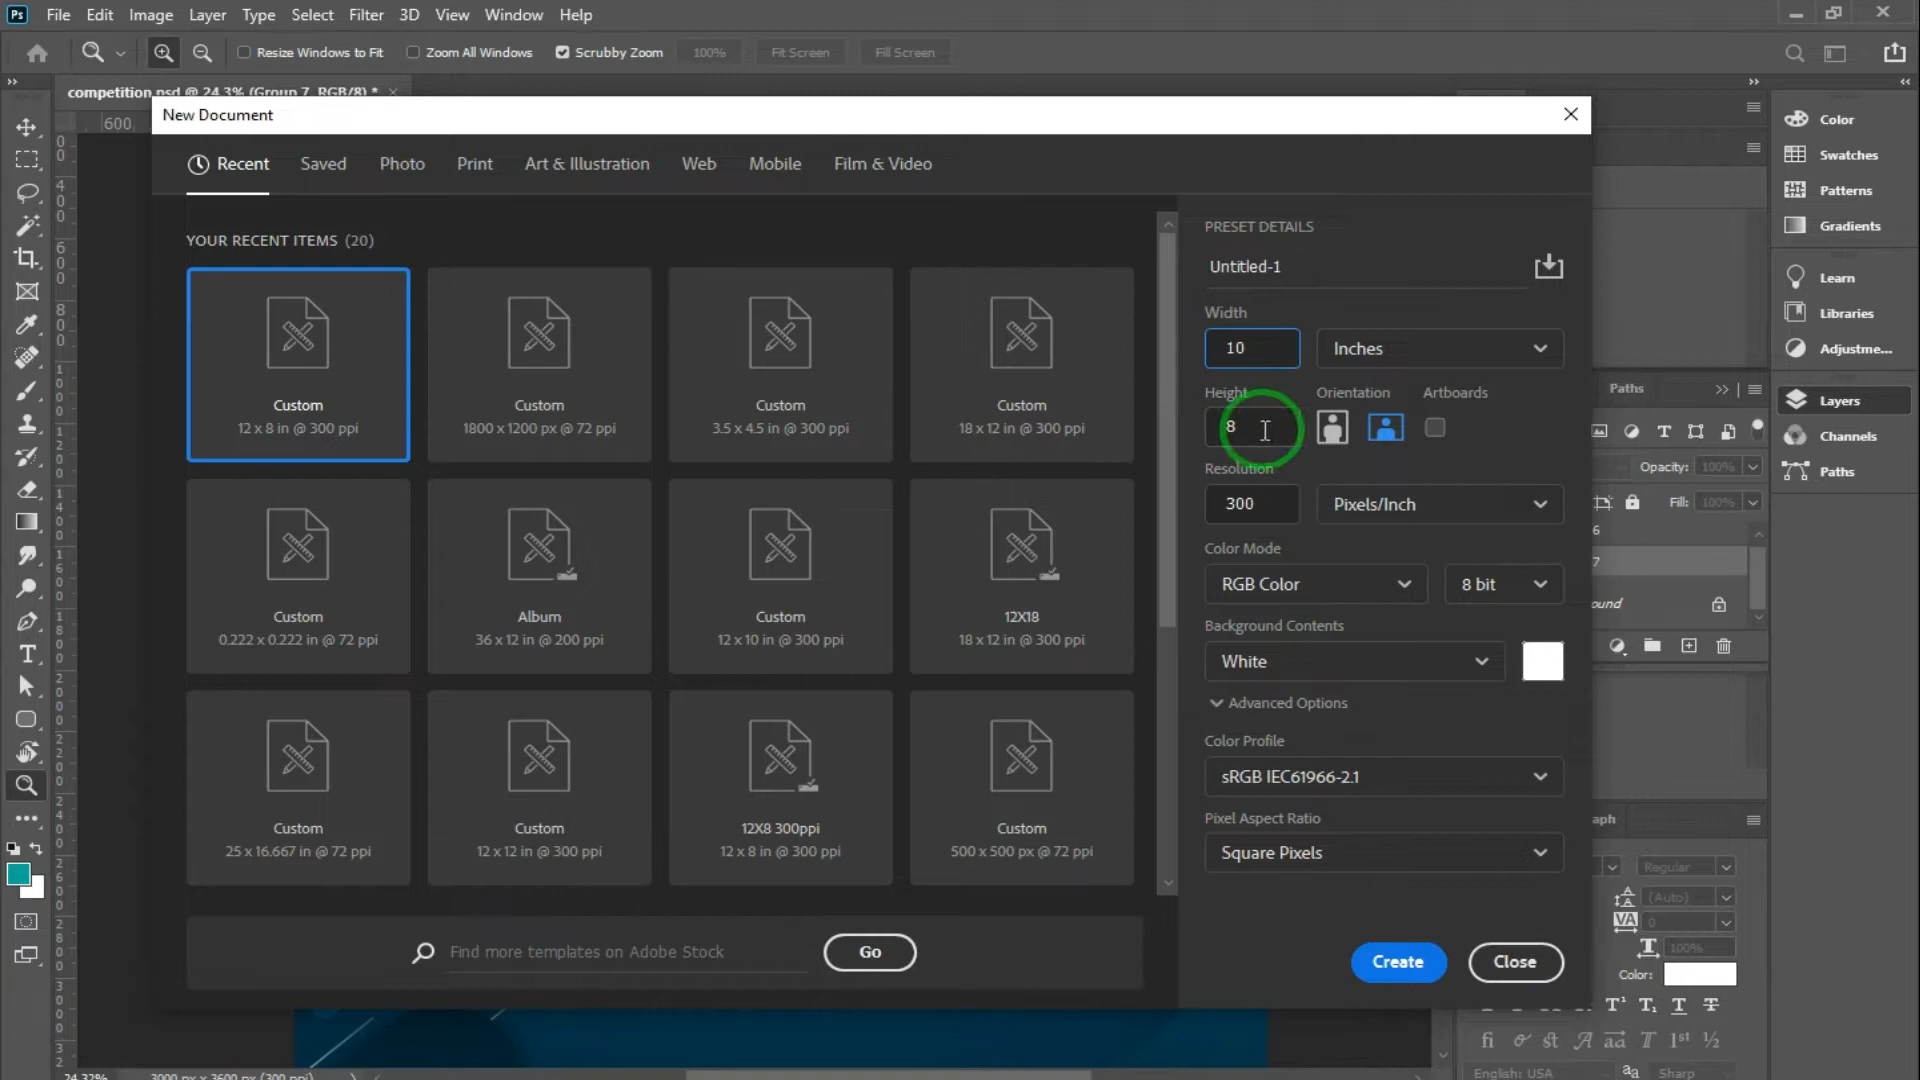 Ps File Edit Image Layer Type Select Filter 3D View Window Help
Resize Windows to Fit Zoom All Windows Scrubby Zoom 100% Fit Screen Fill Screen
competition.psd @ 24.3% (Group 7, RGB/8) *
600
New Document
Recent Saved Photo Print Art & Illustration Web Mobile Film & Video
YOUR RECENT ITEMS (20)
Custom
12 x 8 in @ 300 ppi
Custom
1800 x 1200 px @ 72 ppi
Custom
3.5 x 4.5 in @ 300 ppi
Custom
18 x 12 in @ 300 ppi
Custom
0.222 x 0.222 in @ 72 ppi
Album
36 x 12 in @ 200 ppi
Custom
12 x 10 in @ 300 ppi
12X18
18 x 12 in @ 300 ppi
Custom
25 x 16.667 in @ 72 ppi
Custom
12 x 12 in @ 300 ppi
12X8 300ppi
12 x 8 in @ 300 ppi
Custom
500 x 500 px @ 72 ppi
Find more templates on Adobe Stock
Go
PRESET DETAILS
Untitled-1
Width
10 Inches
Height Orientation Artboards
8
Resolution
300 Pixels/Inch
Color Mode
RGB Color 8 bit
Background Contents
White
Advanced Options
Color Profile
sRGB IEC61966-2.1
Pixel Aspect Ratio
Square Pixels
Create Close
Color
Swatches
Patterns
Gradients
Learn
Libraries
Adjustme...
Layers
Channels
Paths
Paths
Opacity: 100%
Fill: 100%
6
7
ound
aph
Regular
(Auto)
0
100%
Color:
English: USA
Sharp
24.32% 3000 px x 3600 px (300 ppi)